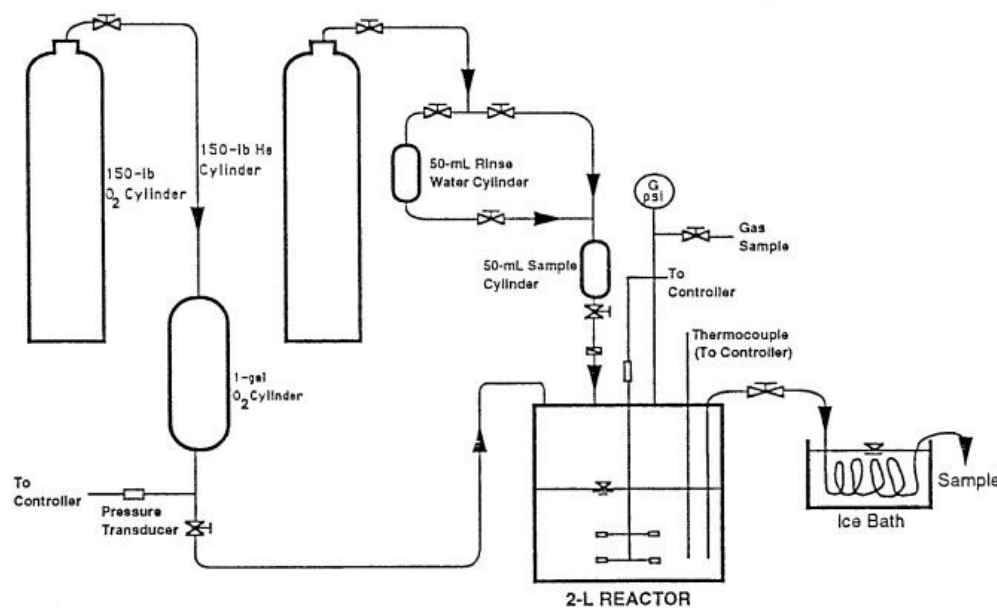 150-lb
O2 Cylinder
150-lb He
Cylinder
50-mL Rinse
Water Cylinder
G
psi
Gas
Sample
50-mL Sample
Cylinder
To
Controller
Thermocouple
(To Controller)
1-gal
O2 Cylinder
To
Controller
Pressure
Transducer
Sample
Ice Bath
2-L REACTOR